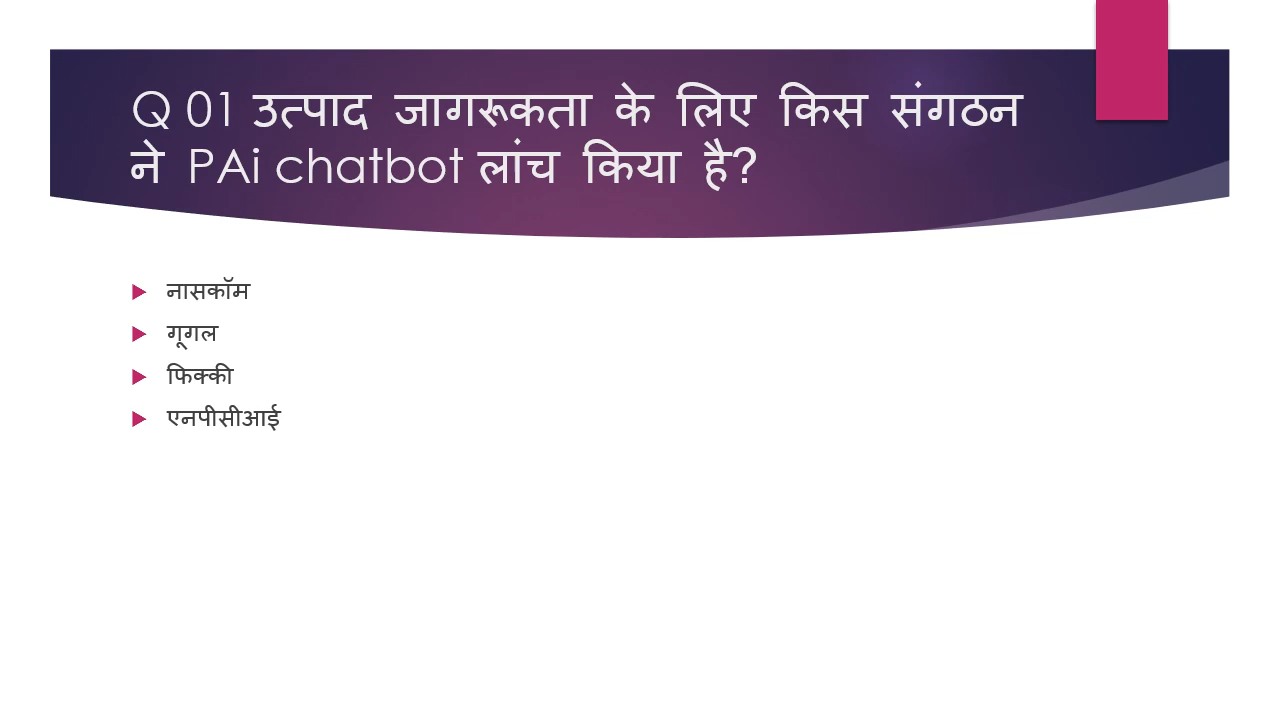 Q 01 उत्पाद जागरूकता के लिए किस संगठन
ने PAi chatbot लांच किया है?
नासकॉम
गूगल
फिक्की
एनपीसीआई